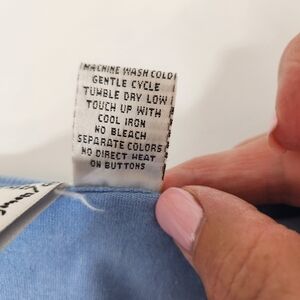 MACHINE WASH COLD
GENTLE CYCLE
TUMBLE DRY LOW
TOUCH UP WITH
COOL IRON
NO BLEACH
SEPARATE COLORS
NO DIRECT HEAT
ON BUTTONS